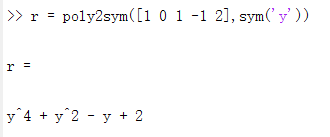 >> r = poly2sym([1 0 1 -1 2],sym('y'))
r =
y^4 + y^2 - y + 2